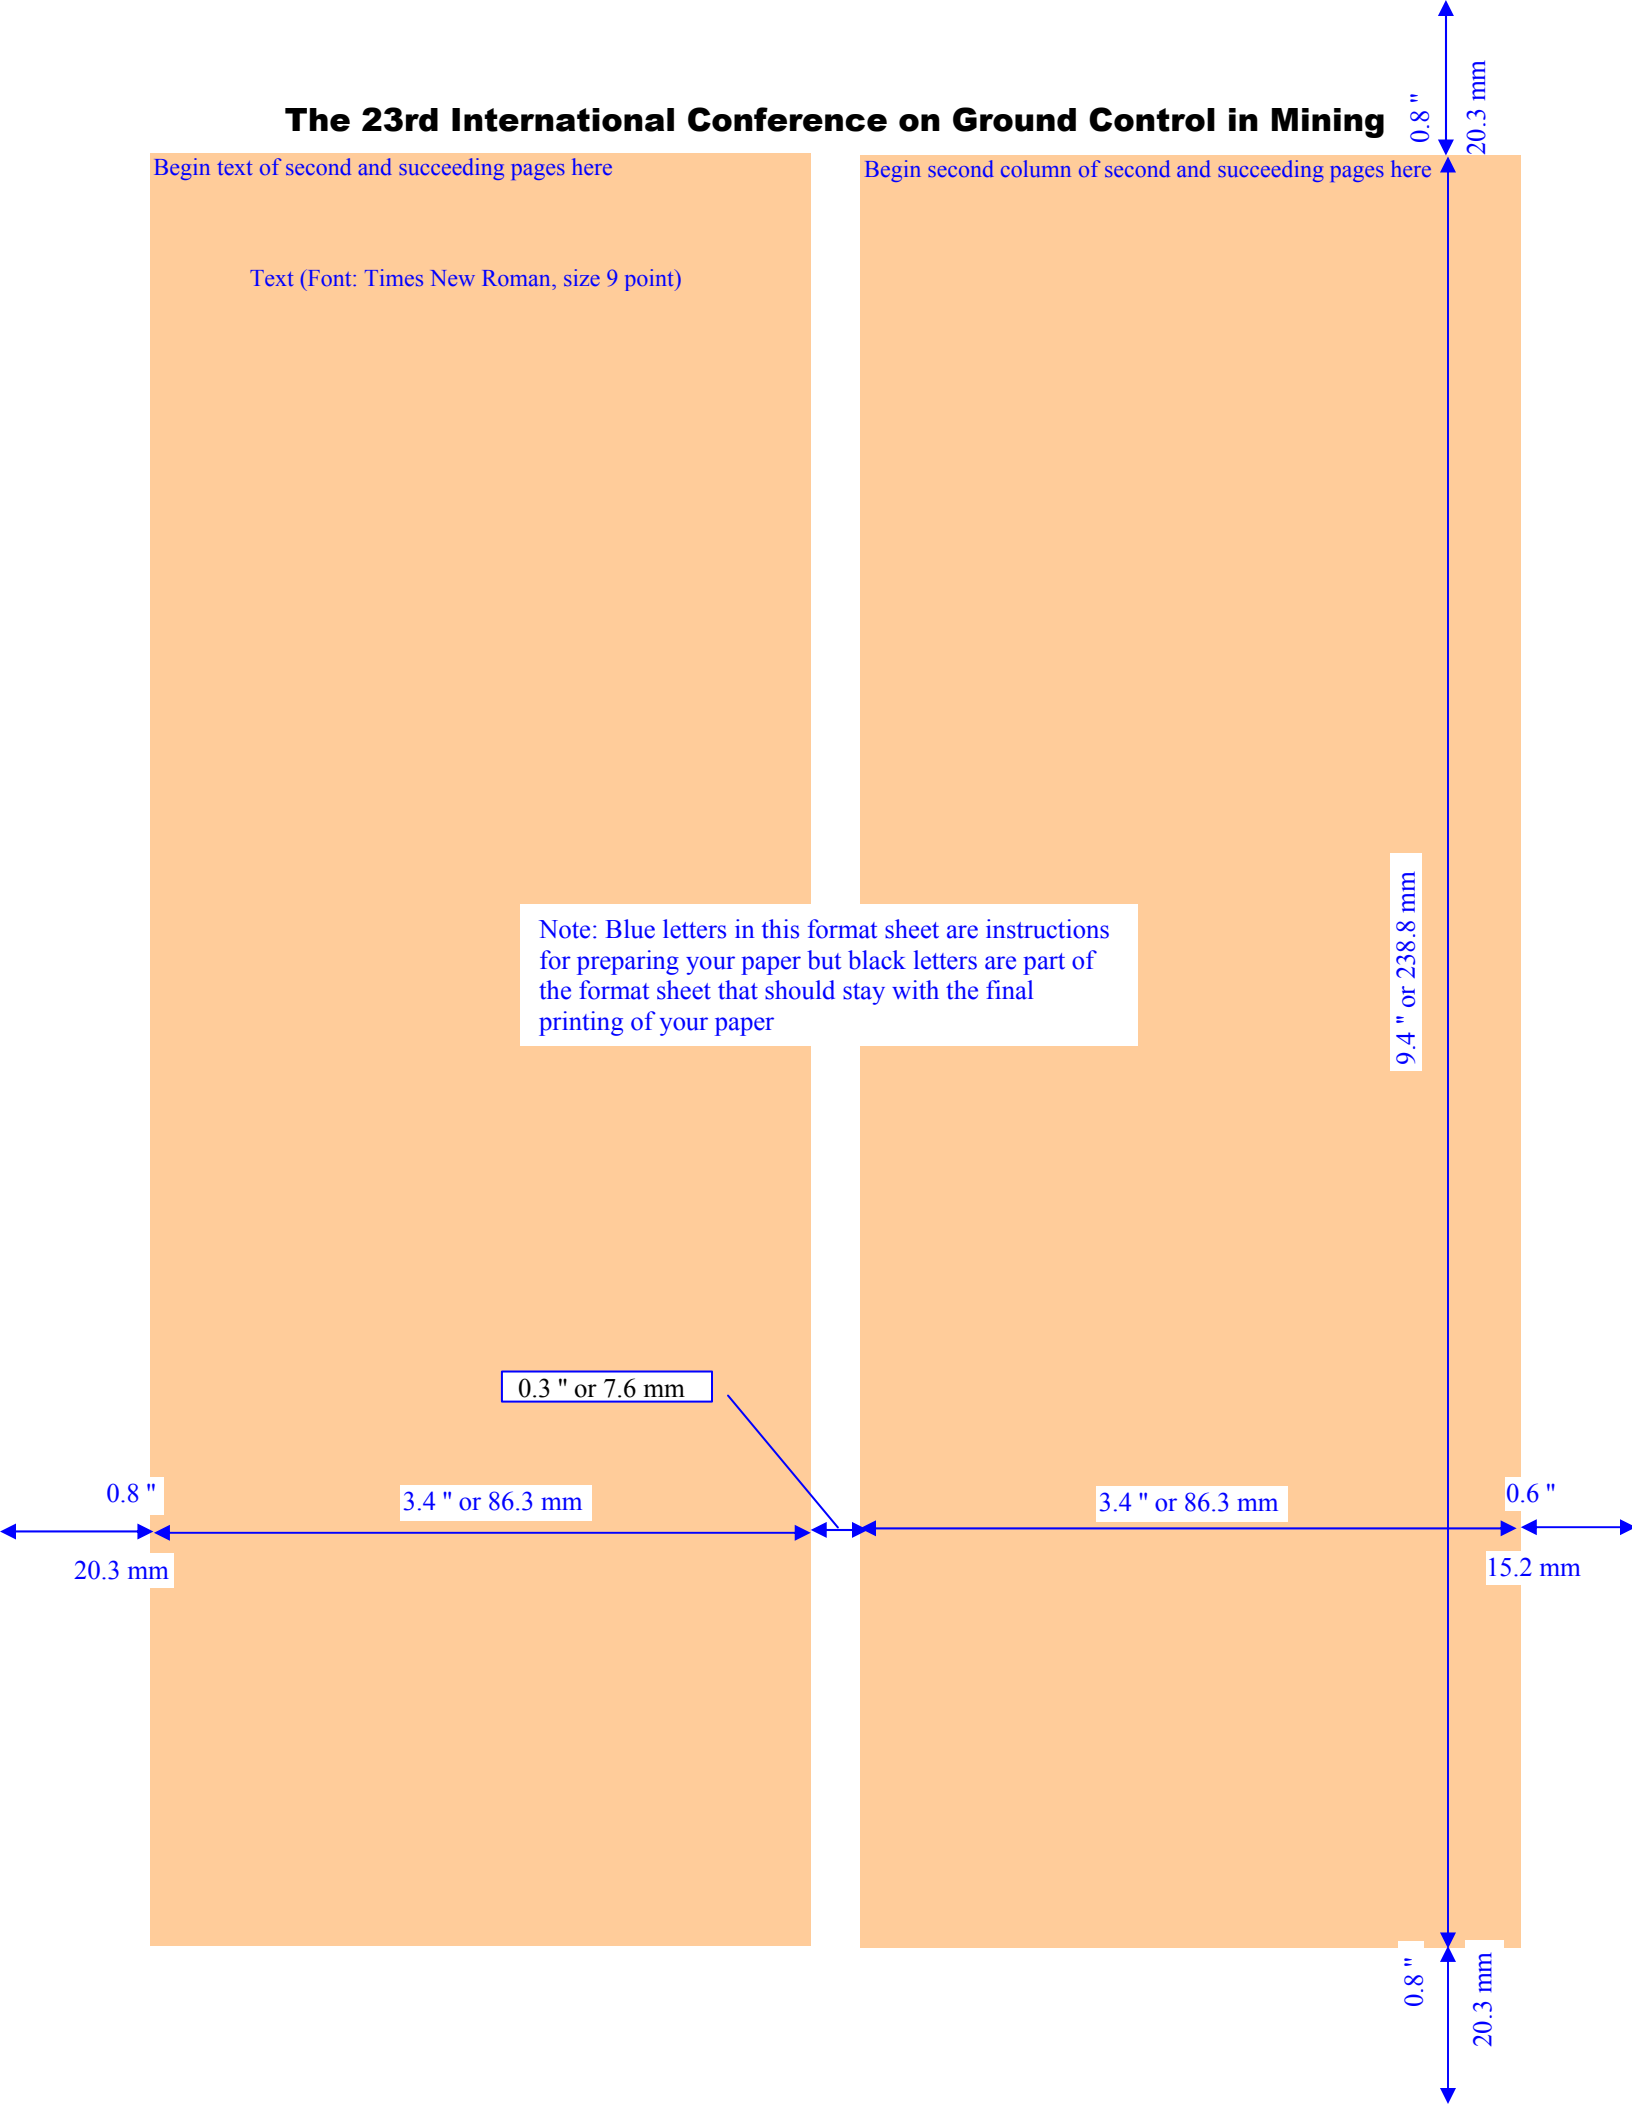 0.8 "
20.3 mm
The 23rd International Conference on Ground Control in Mining
Begin text of second and succeeding pages here
Begin second column of second and succeeding pages here
Text (Font: Times New Roman, size 9 point)
9.4 " or 238.8 mm
Note: Blue letters in this format sheet are instructions
for preparing your paper but black letters are part of
the format sheet that should stay with the final
printing of your paper
0.3 " or 7.6 mm
0.8 "
3.4 " or 86.3 mm
3.4 " or 86.3 mm
0.6 "
20.3 mm
15.2 mm
0.8 "
20.3 mm